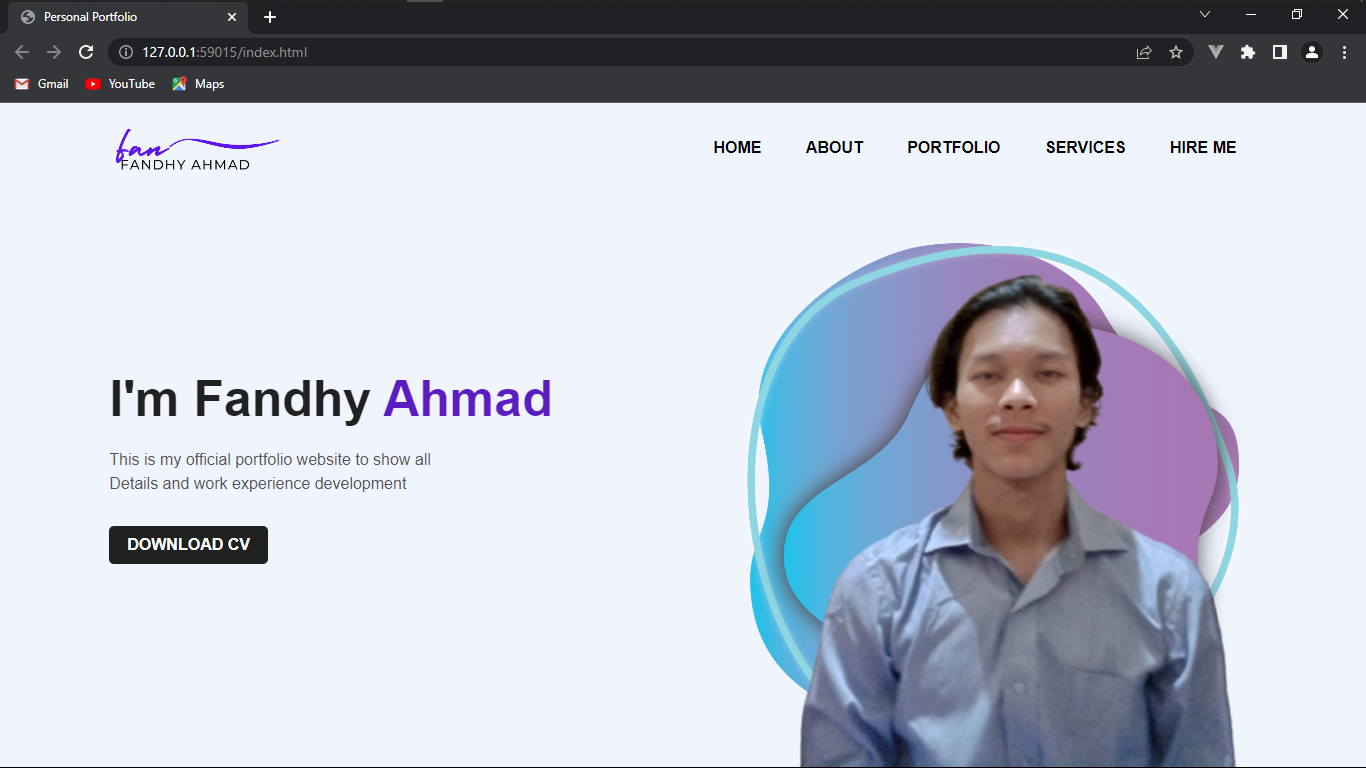 Personal Portfolio
127.0.0.1:59015/index.html
Gmail YouTube Maps
fan
FANDHY AHMAD
HOME ABOUT PORTFOLIO SERVICES HIRE ME
I'm Fandhy Ahmad
This is my official portfolio website to show all
Details and work experience development
DOWNLOAD CV